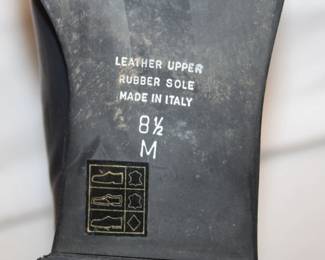 LEATHER UPPER
RUBBER SOLE
MADE IN ITALY
8½
M